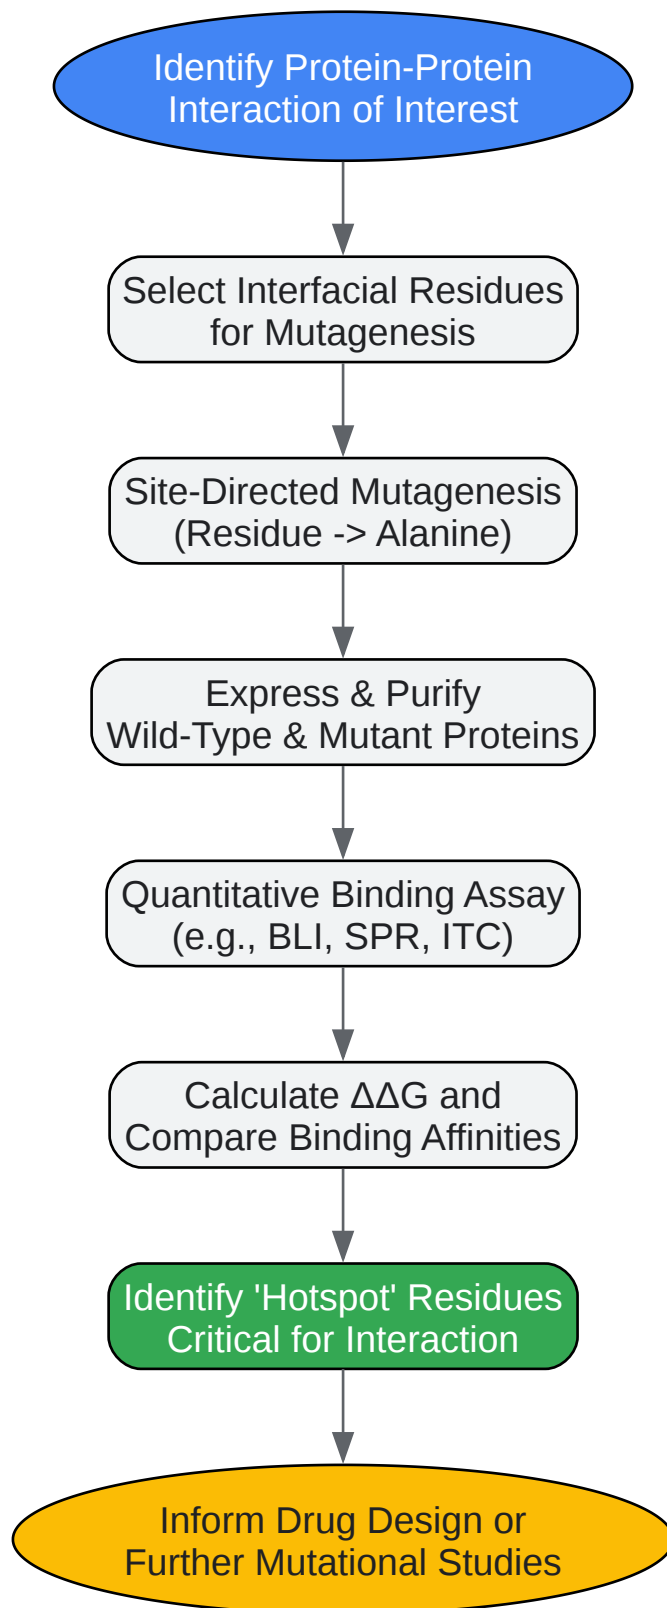 Identify Protein-Protein
Interaction of Interest
Select Interfacial Residues
for Mutagenesis
Site-Directed Mutagenesis
(Residue -> Alanine)
Express & Purify
Wild-Type & Mutant Proteins
Quantitative Binding Assay
(e.g., BLI, SPR, ITC)
Calculate ΔΔG and
Compare Binding Affinities
Identify 'Hotspot' Residues
Critical for Interaction
Inform Drug Design or
Further Mutational Studies